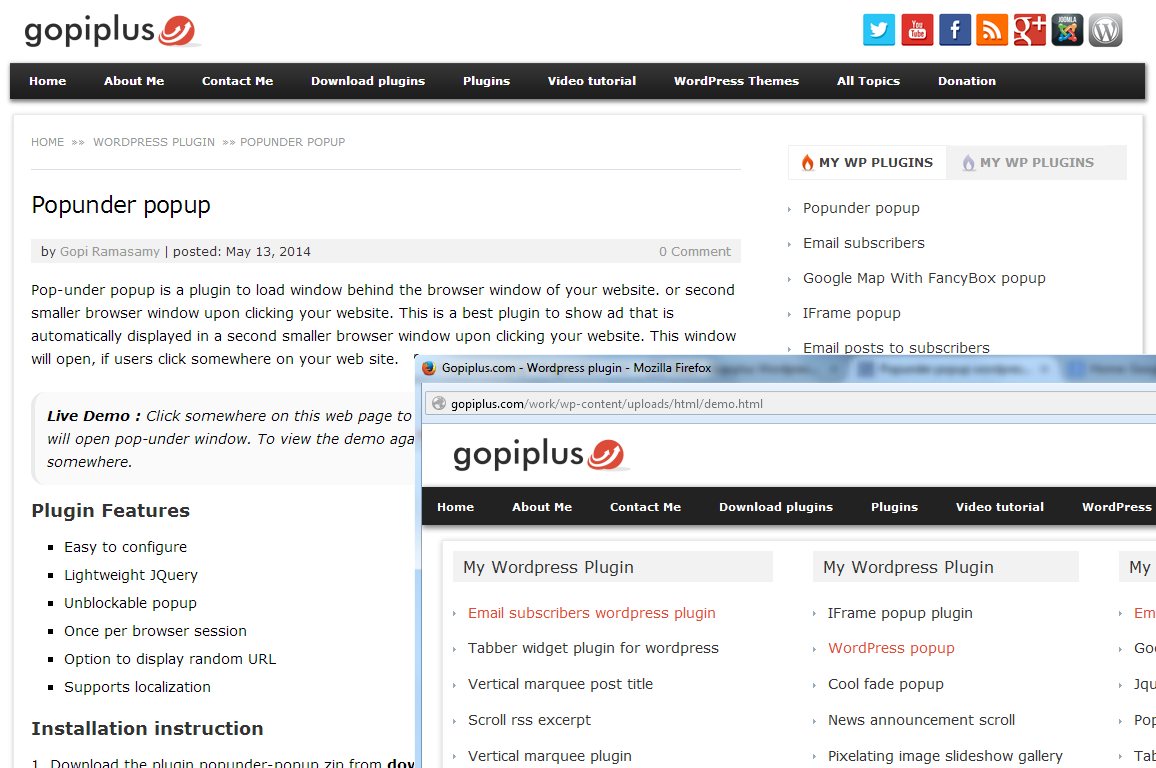 gopiplus
You
Tube
g+
JOOMLA
Home About Me Contact Me Download plugins Plugins Video tutorial WordPress Themes All Topics Donation
HOME »» WORDPRESS PLUGIN »» POPUNDER POPUP
Popunder popup
by Gopi Ramasamy | posted: May 13, 2014 0 Comment
Pop-under popup is a plugin to load window behind the browser window of your website. or second
smaller browser window upon clicking your website. This is a best plugin to show ad that is
automatically displayed in a second smaller browser window upon clicking your website. This window
will open, if users click somewhere on your web site.
Live Demo : Click somewhere on this web page to
will open pop-under window. To view the demo aga
somewhere.
Plugin Features
Easy to configure
Lightweight JQuery
Unblockable popup
Once per browser session
Option to display random URL
Supports localization
Installation instruction
1. Download the plugin popunder-popup.zip from dow
MY WP PLUGINS MY WP PLUGINS
Popunder popup
Email subscribers
Google Map With FancyBox popup
IFrame popup
Email posts to subscribers
Gopiplus.com - Wordpress plugin - Mozilla Firefox
gopiplus.com/work/wp-content/uploads/html/demo.html
gopiplus
Home About Me Contact Me Download plugins Plugins Video tutorial WordPress
My Wordpress Plugin
Email subscribers wordpress plugin
Tabber widget plugin for wordpress
Vertical marquee post title
Scroll rss excerpt
Vertical marquee plugin
My Wordpress Plugin
IFrame popup plugin
WordPress popup
Cool fade popup
News announcement scroll
Pixelating image slideshow gallery
My
Em
Goo
Jqu
Pop
Tab